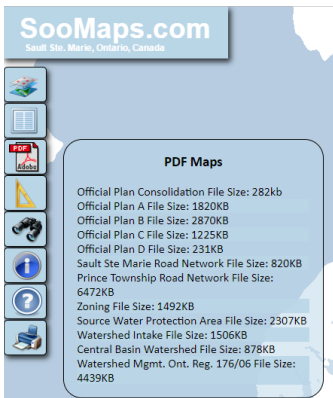 SooMaps.com
Sault Ste. Marie, Ontario, Canada
PDF
Adobe
PDF Maps
Official Plan Consolidation File Size: 282kb
Official Plan A File Size: 1820KB
Official Plan B File Size: 2870KB
Official Plan C File Size: 1225KB
Official Plan D File Size: 231KB
Sault Ste Marie Road Network File Size: 820KB
Prince Township Road Network File Size:
6472KB
Zoning File Size: 1492KB
Source Water Protection Area File Size: 2307KB
Watershed Intake File Size: 1506KB
Central Basin Watershed File Size: 878KB
Watershed Mgmt. Ont. Reg. 176/06 File Size:
4439KB